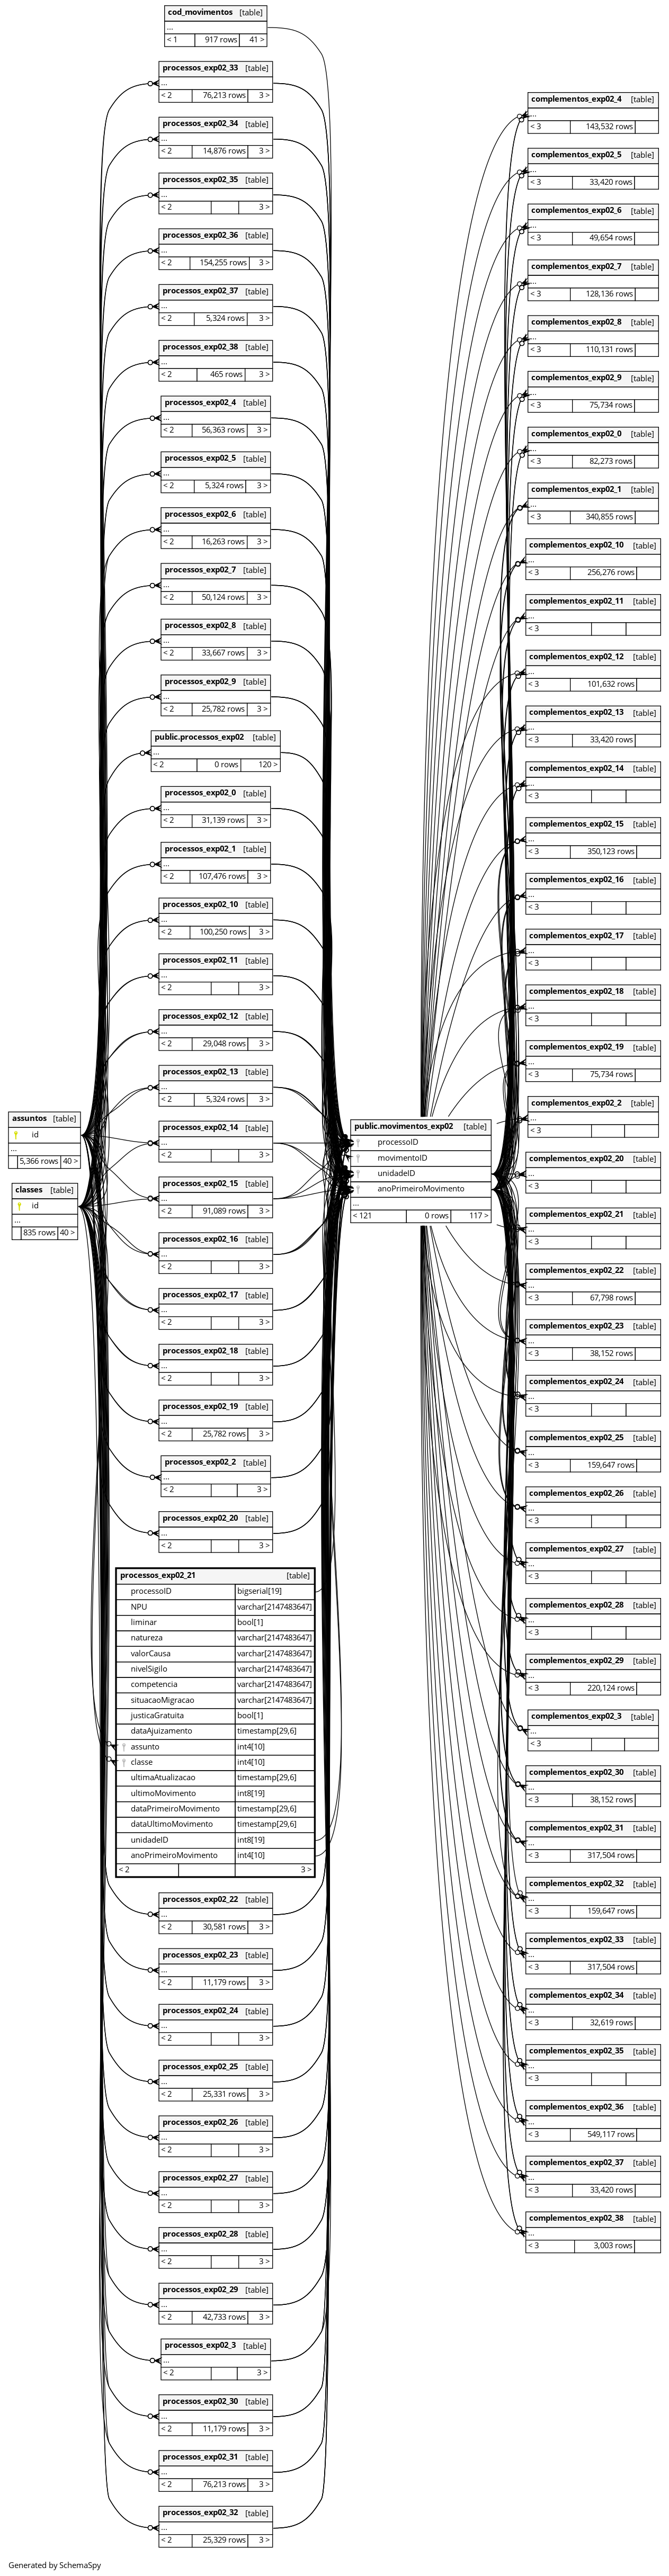 cod_movimentos [table]
...
< 1 917 rows 41 >
processos_exp02_33 [table]
...
< 2 76,213 rows 3 >
processos_exp02_34 [table]
...
< 2 14,876 rows 3 >
processos_exp02_35 [table]
...
< 2 3 >
processos_exp02_36 [table]
...
< 2 154,255 rows 3 >
processos_exp02_37 [table]
...
< 2 5,324 rows 3 >
processos_exp02_38 [table]
...
< 2 465 rows 3 >
processos_exp02_4 [table]
...
< 2 56,363 rows 3 >
processos_exp02_5 [table]
...
< 2 5,324 rows 3 >
processos_exp02_6 [table]
...
< 2 16,263 rows 3 >
processos_exp02_7 [table]
...
< 2 50,124 rows 3 >
processos_exp02_8 [table]
...
< 2 33,667 rows 3 >
processos_exp02_9 [table]
...
< 2 25,782 rows 3 >
public.processos_exp02 [table]
...
< 2 0 rows 120 >
processos_exp02_0 [table]
...
< 2 31,139 rows 3 >
processos_exp02_1 [table]
...
< 2 107,476 rows 3 >
processos_exp02_10 [table]
...
< 2 100,250 rows 3 >
processos_exp02_11 [table]
...
< 2 3 >
processos_exp02_12 [table]
...
< 2 29,048 rows 3 >
processos_exp02_13 [table]
...
< 2 5,324 rows 3 >
processos_exp02_14 [table]
...
< 2 3 >
processos_exp02_15 [table]
...
< 2 91,089 rows 3 >
processos_exp02_16 [table]
...
< 2 3 >
processos_exp02_17 [table]
...
< 2 3 >
processos_exp02_18 [table]
...
< 2 3 >
processos_exp02_19 [table]
...
< 2 25,782 rows 3 >
processos_exp02_2 [table]
...
< 2 3 >
processos_exp02_20 [table]
...
< 2 3 >
processos_exp02_21 [table]
processoID bigserial[19]
NPU varchar[2147483647]
liminar bool[1]
natureza varchar[2147483647]
valorCausa varchar[2147483647]
nivelSigilo varchar[2147483647]
competencia varchar[2147483647]
situacaoMigracao varchar[2147483647]
justicaGratuita bool[1]
dataAjuizamento timestamp[29,6]
assunto int4[10]
classe int4[10]
ultimaAtualizacao timestamp[29,6]
ultimoMovimento int8[19]
dataPrimeiroMovimento timestamp[29,6]
dataUltimoMovimento timestamp[29,6]
unidadeID int8[19]
anoPrimeiroMovimento int4[10]
< 2 3 >
processos_exp02_22 [table]
...
< 2 30,581 rows 3 >
processos_exp02_23 [table]
...
< 2 11,179 rows 3 >
processos_exp02_24 [table]
...
< 2 3 >
processos_exp02_25 [table]
...
< 2 25,331 rows 3 >
processos_exp02_26 [table]
...
< 2 3 >
processos_exp02_27 [table]
...
< 2 3 >
processos_exp02_28 [table]
...
< 2 3 >
processos_exp02_29 [table]
...
< 2 42,733 rows 3 >
processos_exp02_3 [table]
...
< 2 3 >
processos_exp02_30 [table]
...
< 2 11,179 rows 3 >
processos_exp02_31 [table]
...
< 2 76,213 rows 3 >
processos_exp02_32 [table]
...
< 2 25,329 rows 3 >
assuntos [table]
id
...
5,366 rows 40 >
classes [table]
id
...
835 rows 40 >
public.movimentos_exp02 [table]
processoID
movimentoID
unidadeID
anoPrimeiroMovimento
...
< 121 0 rows 117 >
complementos_exp02_4 [table]
...
< 3 143,532 rows
complementos_exp02_5 [table]
...
< 3 33,420 rows
complementos_exp02_6 [table]
...
< 3 49,654 rows
complementos_exp02_7 [table]
...
< 3 128,136 rows
complementos_exp02_8 [table]
...
< 3 110,131 rows
complementos_exp02_9 [table]
...
< 3 75,734 rows
complementos_exp02_0 [table]
...
< 3 82,273 rows
complementos_exp02_1 [table]
...
< 3 340,855 rows
complementos_exp02_10 [table]
...
< 3 256,276 rows
complementos_exp02_11 [table]
...
< 3
complementos_exp02_12 [table]
...
< 3 101,632 rows
complementos_exp02_13 [table]
...
< 3 33,420 rows
complementos_exp02_14 [table]
...
< 3
complementos_exp02_15 [table]
...
< 3 350,123 rows
complementos_exp02_16 [table]
...
< 3
complementos_exp02_17 [table]
...
< 3
complementos_exp02_18 [table]
...
< 3
complementos_exp02_19 [table]
...
< 3 75,734 rows
complementos_exp02_2 [table]
...
< 3
complementos_exp02_20 [table]
...
< 3
complementos_exp02_21 [table]
...
< 3
complementos_exp02_22 [table]
...
< 3 67,798 rows
complementos_exp02_23 [table]
...
< 3 38,152 rows
complementos_exp02_24 [table]
...
< 3
complementos_exp02_25 [table]
...
< 3 159,647 rows
complementos_exp02_26 [table]
...
< 3
complementos_exp02_27 [table]
...
< 3
complementos_exp02_28 [table]
...
< 3
complementos_exp02_29 [table]
...
< 3 220,124 rows
complementos_exp02_3 [table]
...
< 3
complementos_exp02_30 [table]
...
< 3 38,152 rows
complementos_exp02_31 [table]
...
< 3 317,504 rows
complementos_exp02_32 [table]
...
< 3 159,647 rows
complementos_exp02_33 [table]
...
< 3 317,504 rows
complementos_exp02_34 [table]
...
< 3 32,619 rows
complementos_exp02_35 [table]
...
< 3
complementos_exp02_36 [table]
...
< 3 549,117 rows
complementos_exp02_37 [table]
...
< 3 33,420 rows
complementos_exp02_38 [table]
...
< 3 3,003 rows
Generated by SchemaSpy